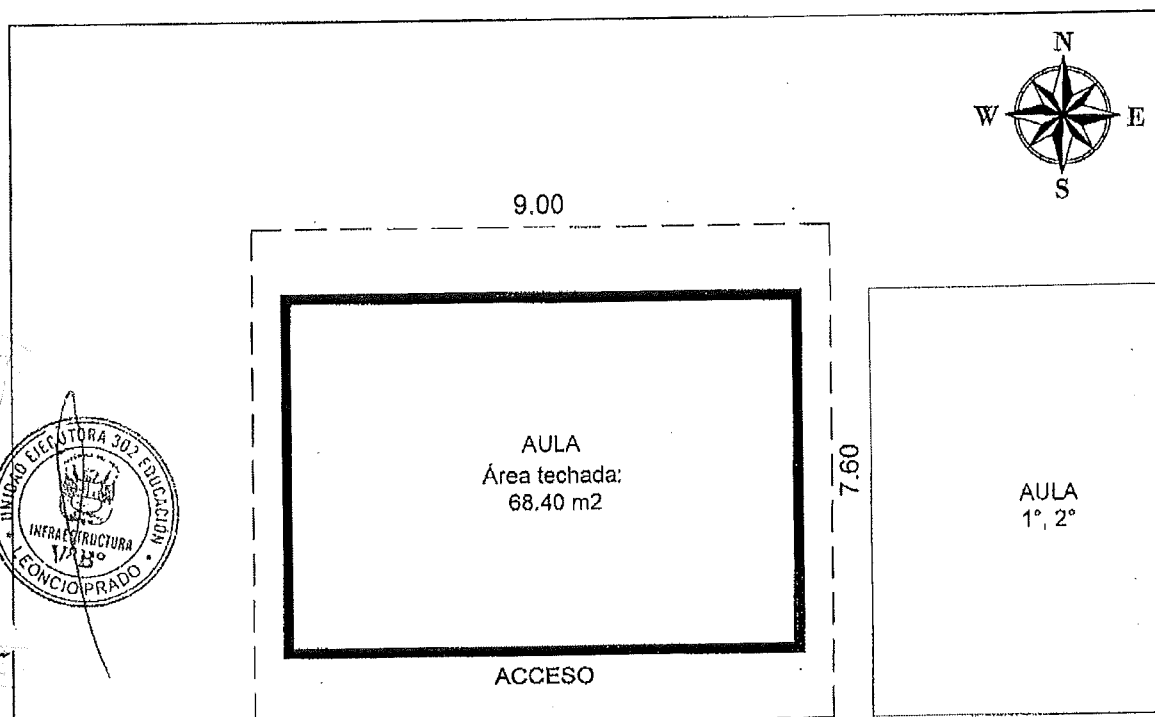 N
W
E
S
9.00
AULA
Área techada:
68.40 m2
7.60
AULA
1°, 2°
UNIDAD EJECUTORA 302 EDUCACIÓN
INFRAESTRUCTURA
VºBº
LEONCIO PRADO
ACCESO